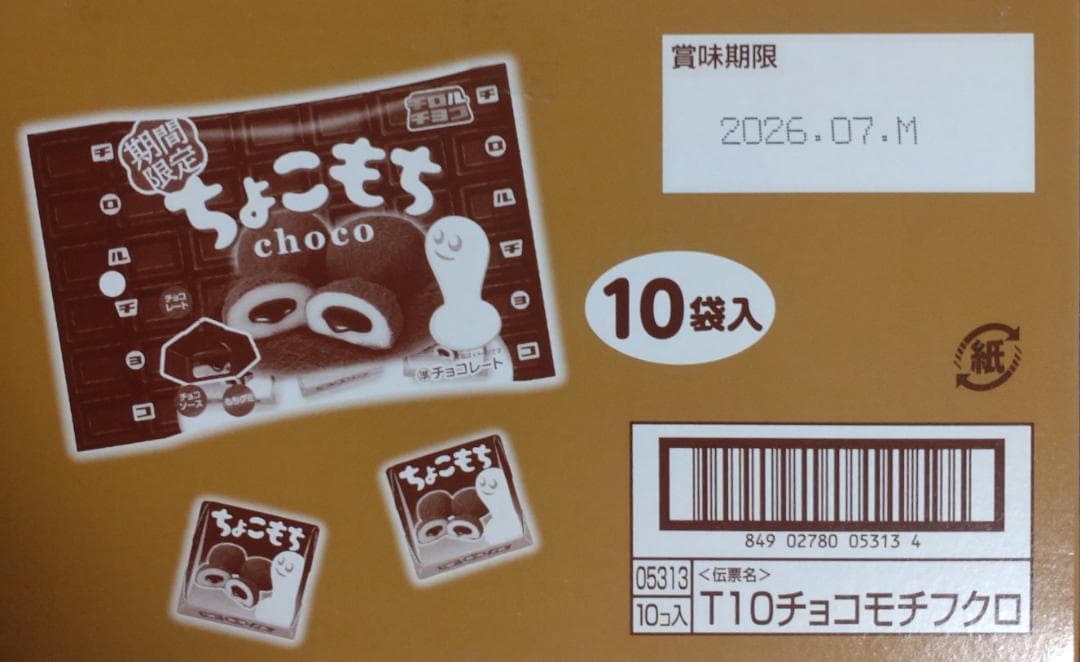 期間
限定
チロル
チョコ
ちょこもち
choco
チ
ロ
ル
チ
ョ
コ
チ
ロ
ル
チ
ョ
コ
チョコ
レート
チョコ
ソース
もちグミ
準チョコレート
賞味期限
2026.07.M
10袋入
紙
ちょこもち
ちょこもち
849 02780 05313 4
05313
10コ入
<伝票名>
T10チョコモチフクロ